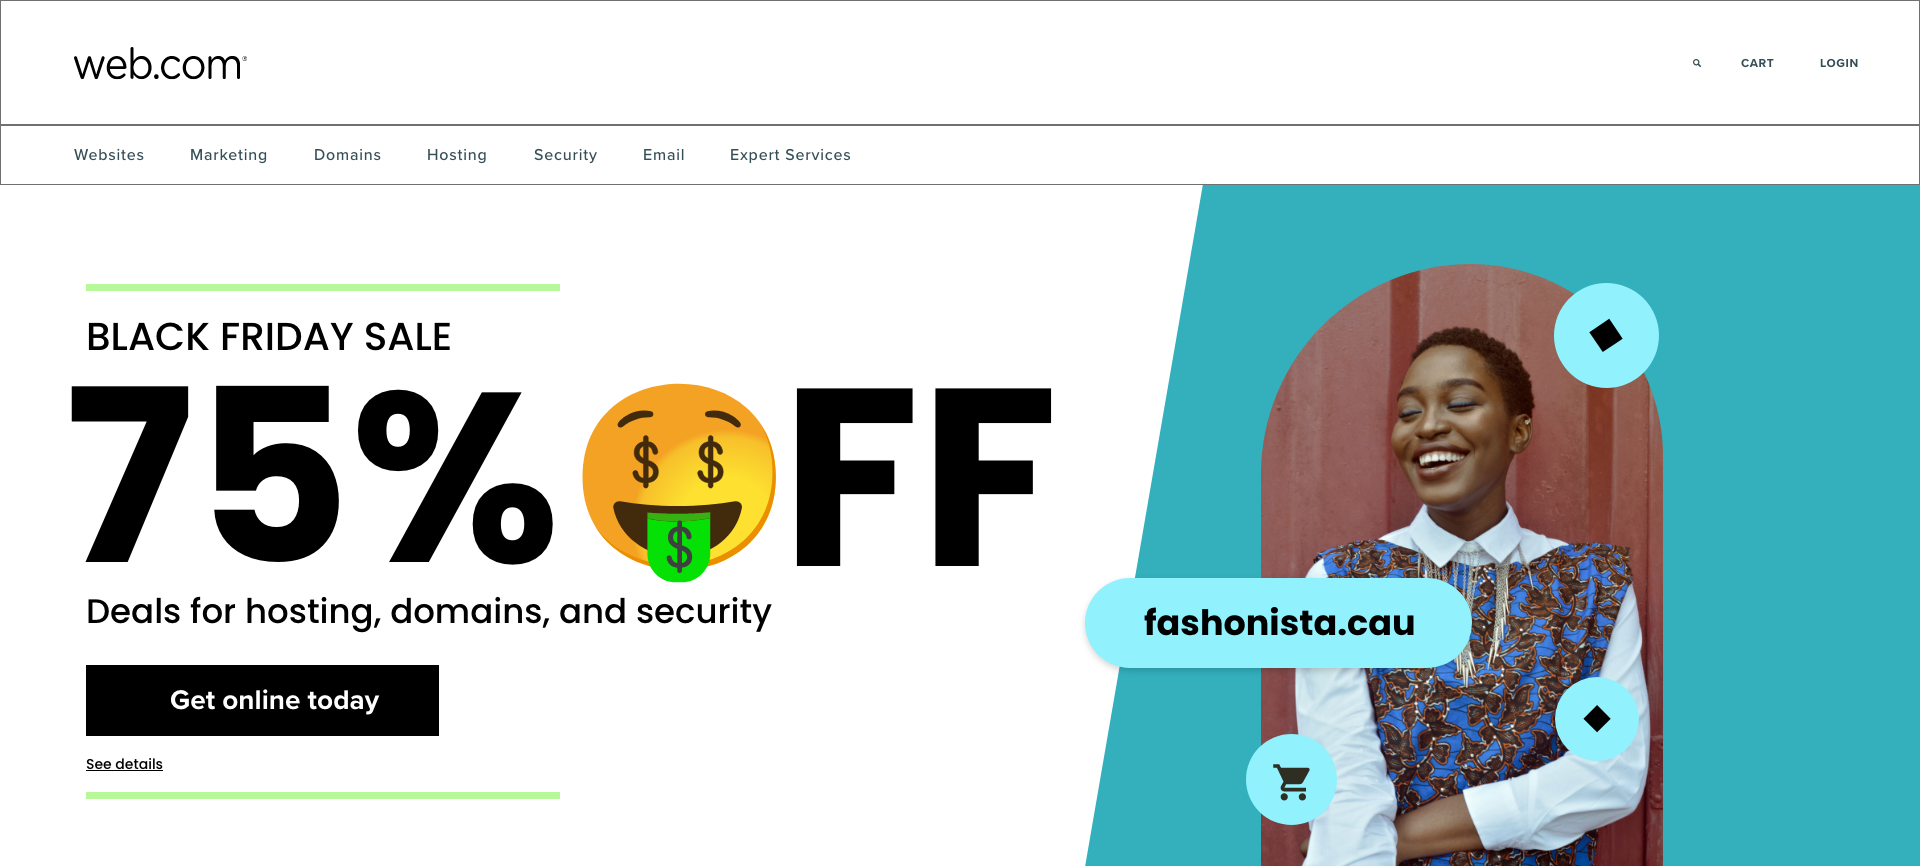 web.com®
CART
LOGIN
Websites
Marketing
Domains
Hosting
Security
Email
Expert Services
BLACK FRIDAY SALE
75% FF
Deals for hosting, domains, and security
Get online today
See details
fashonista.cau